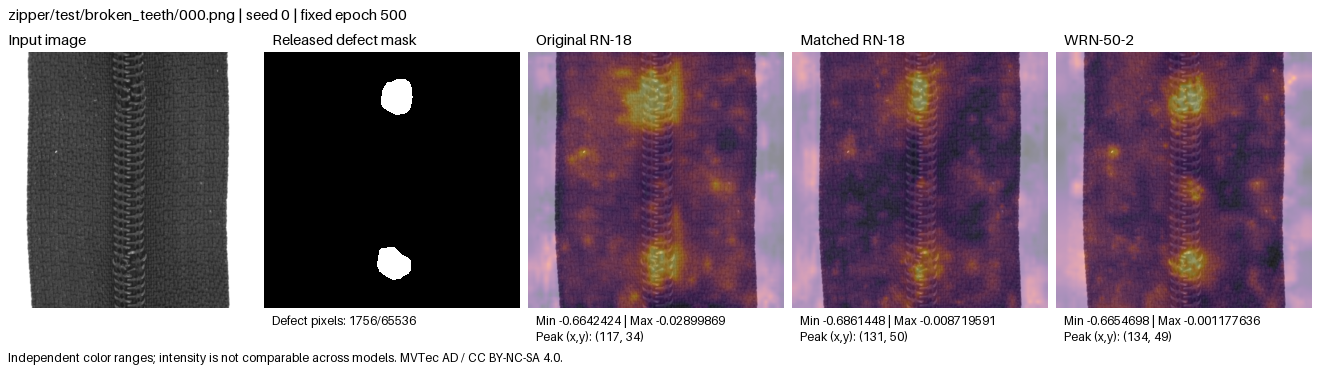 zipper/test/broken_teeth/000.png | seed 0 | fixed epoch 500
Input image
Released defect mask
Original RN-18
Matched RN-18
WRN-50-2
Defect pixels: 1756/65536
Min -0.6642424 | Max -0.02899869
Peak (x,y): (117, 34)
Min -0.6861448 | Max -0.008719591
Peak (x,y): (131, 50)
Min -0.6654698 | Max -0.001177636
Peak (x,y): (134, 49)
Independent color ranges; intensity is not comparable across models. MVTec AD / CC BY-NC-SA 4.0.